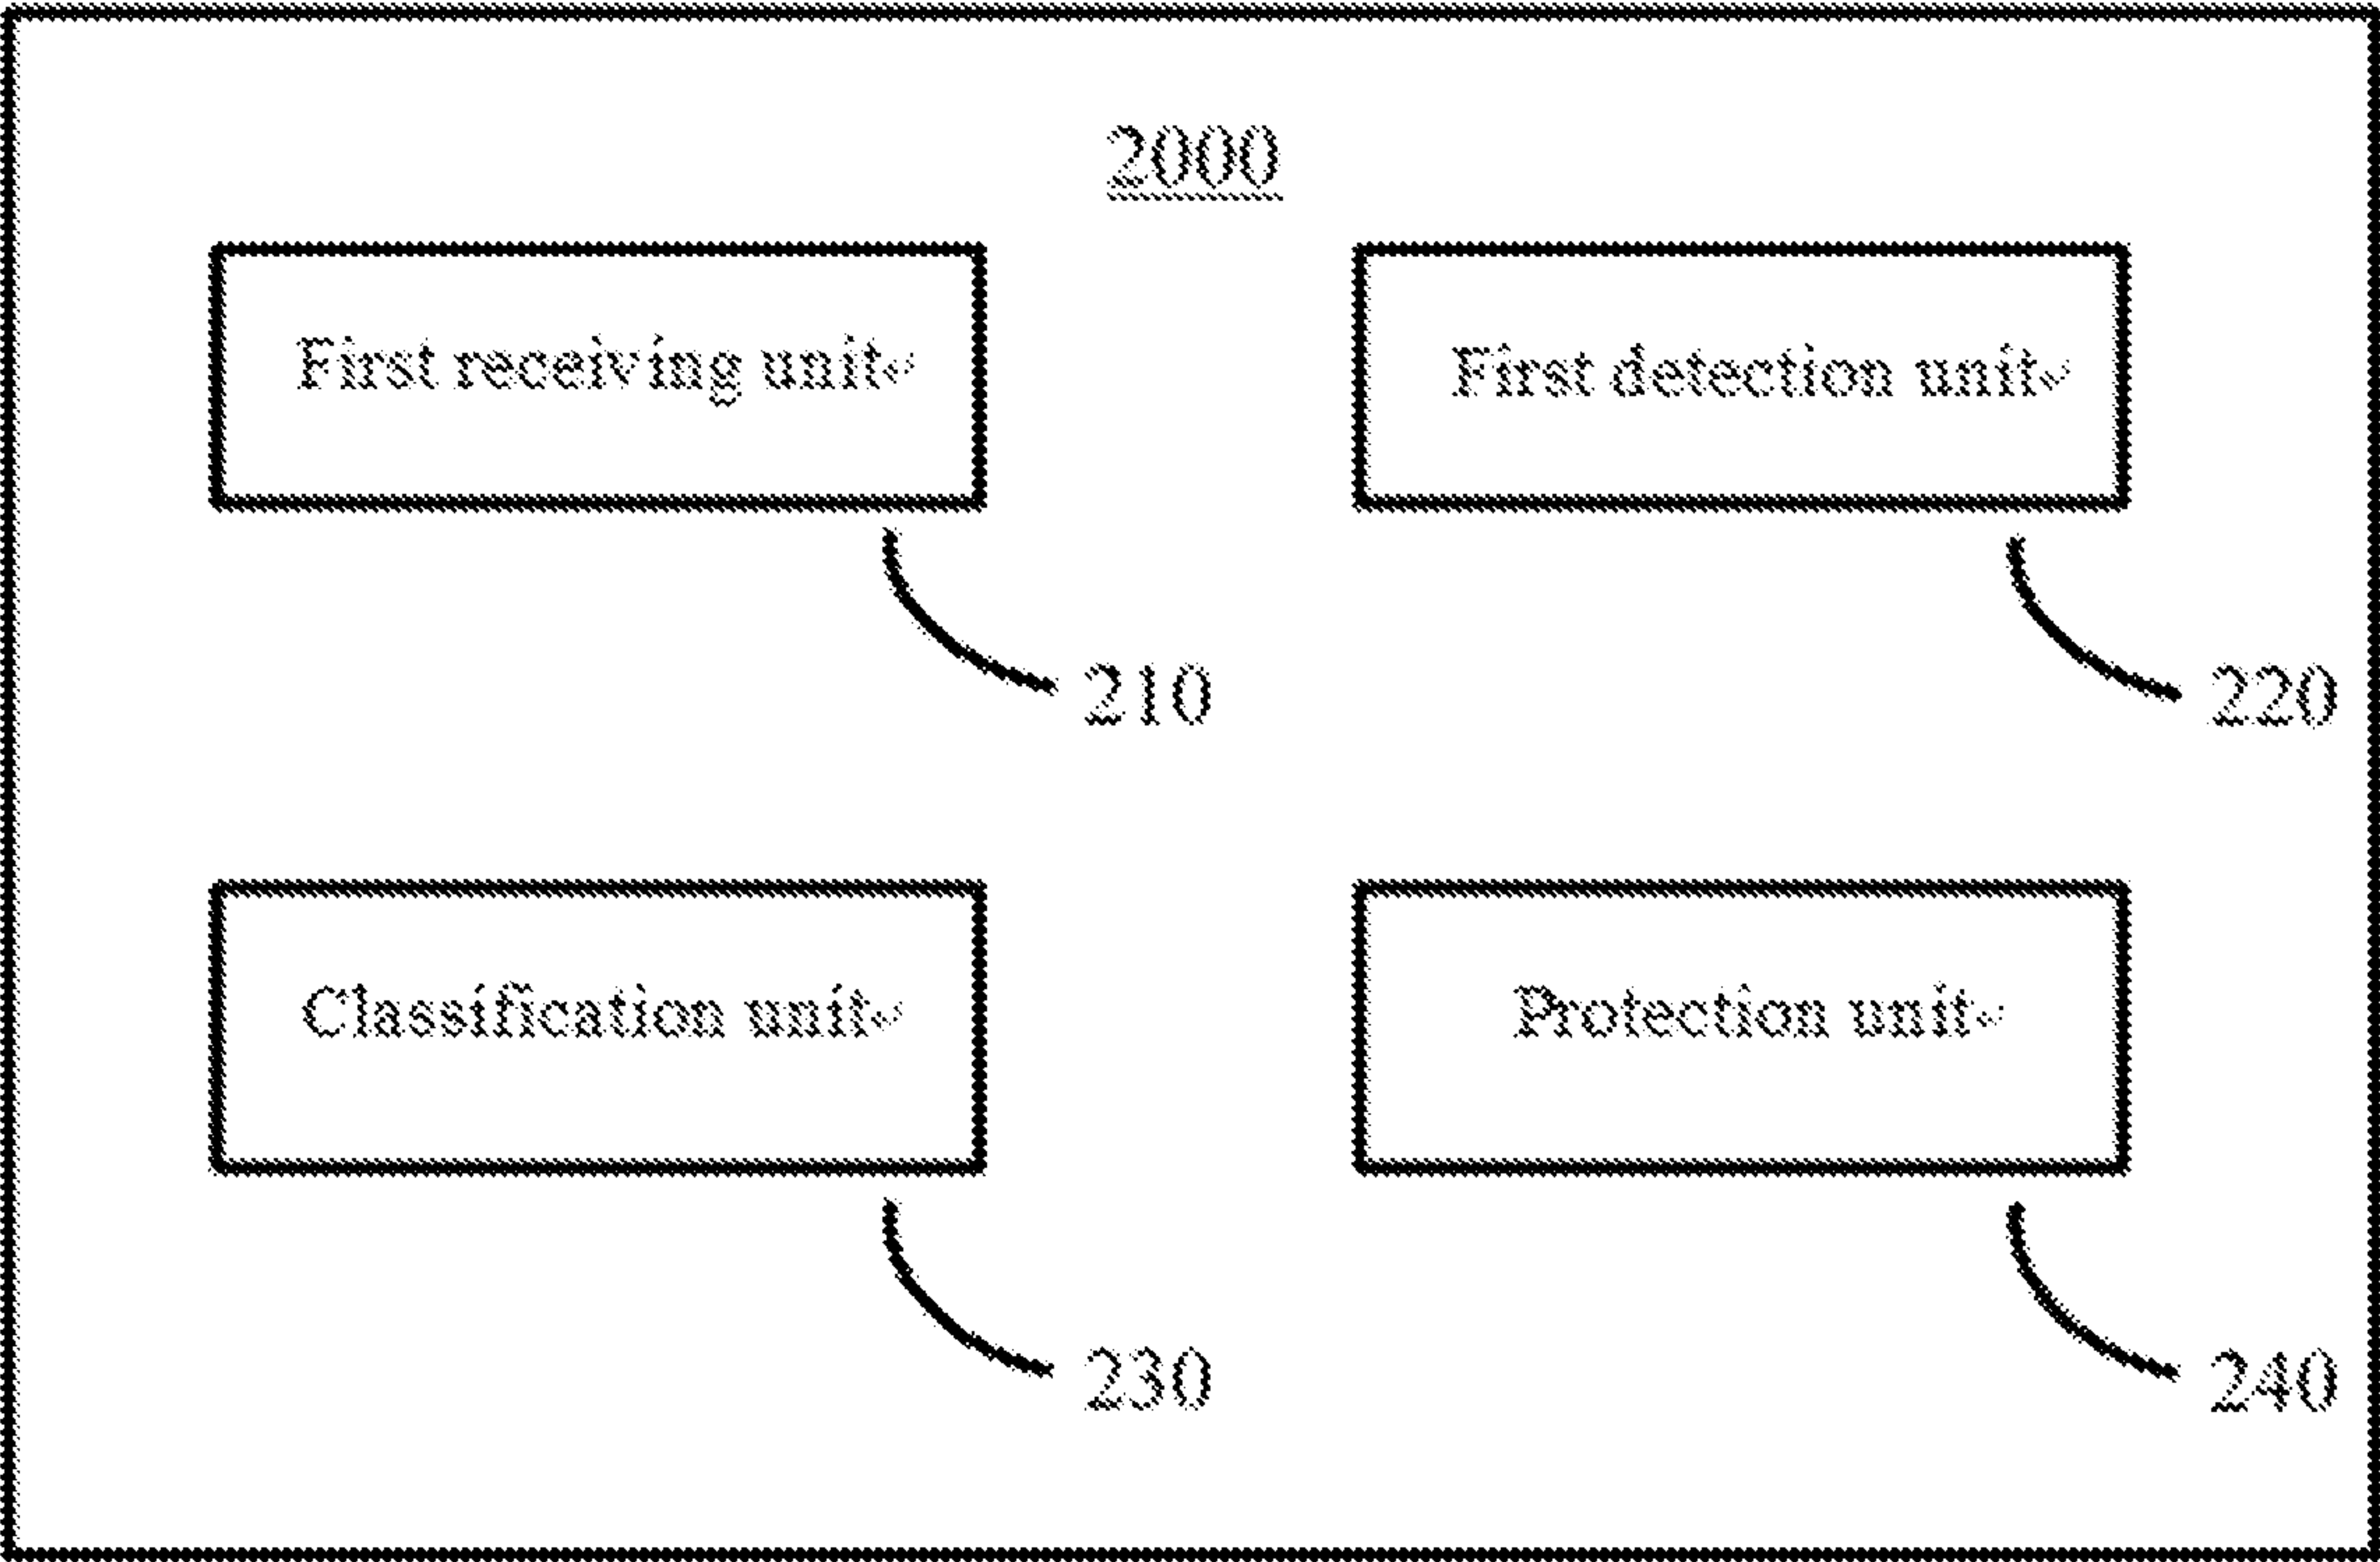 2000
First receiving unit
First detection unit
210
220
Classification unit
Protection unit
230
240